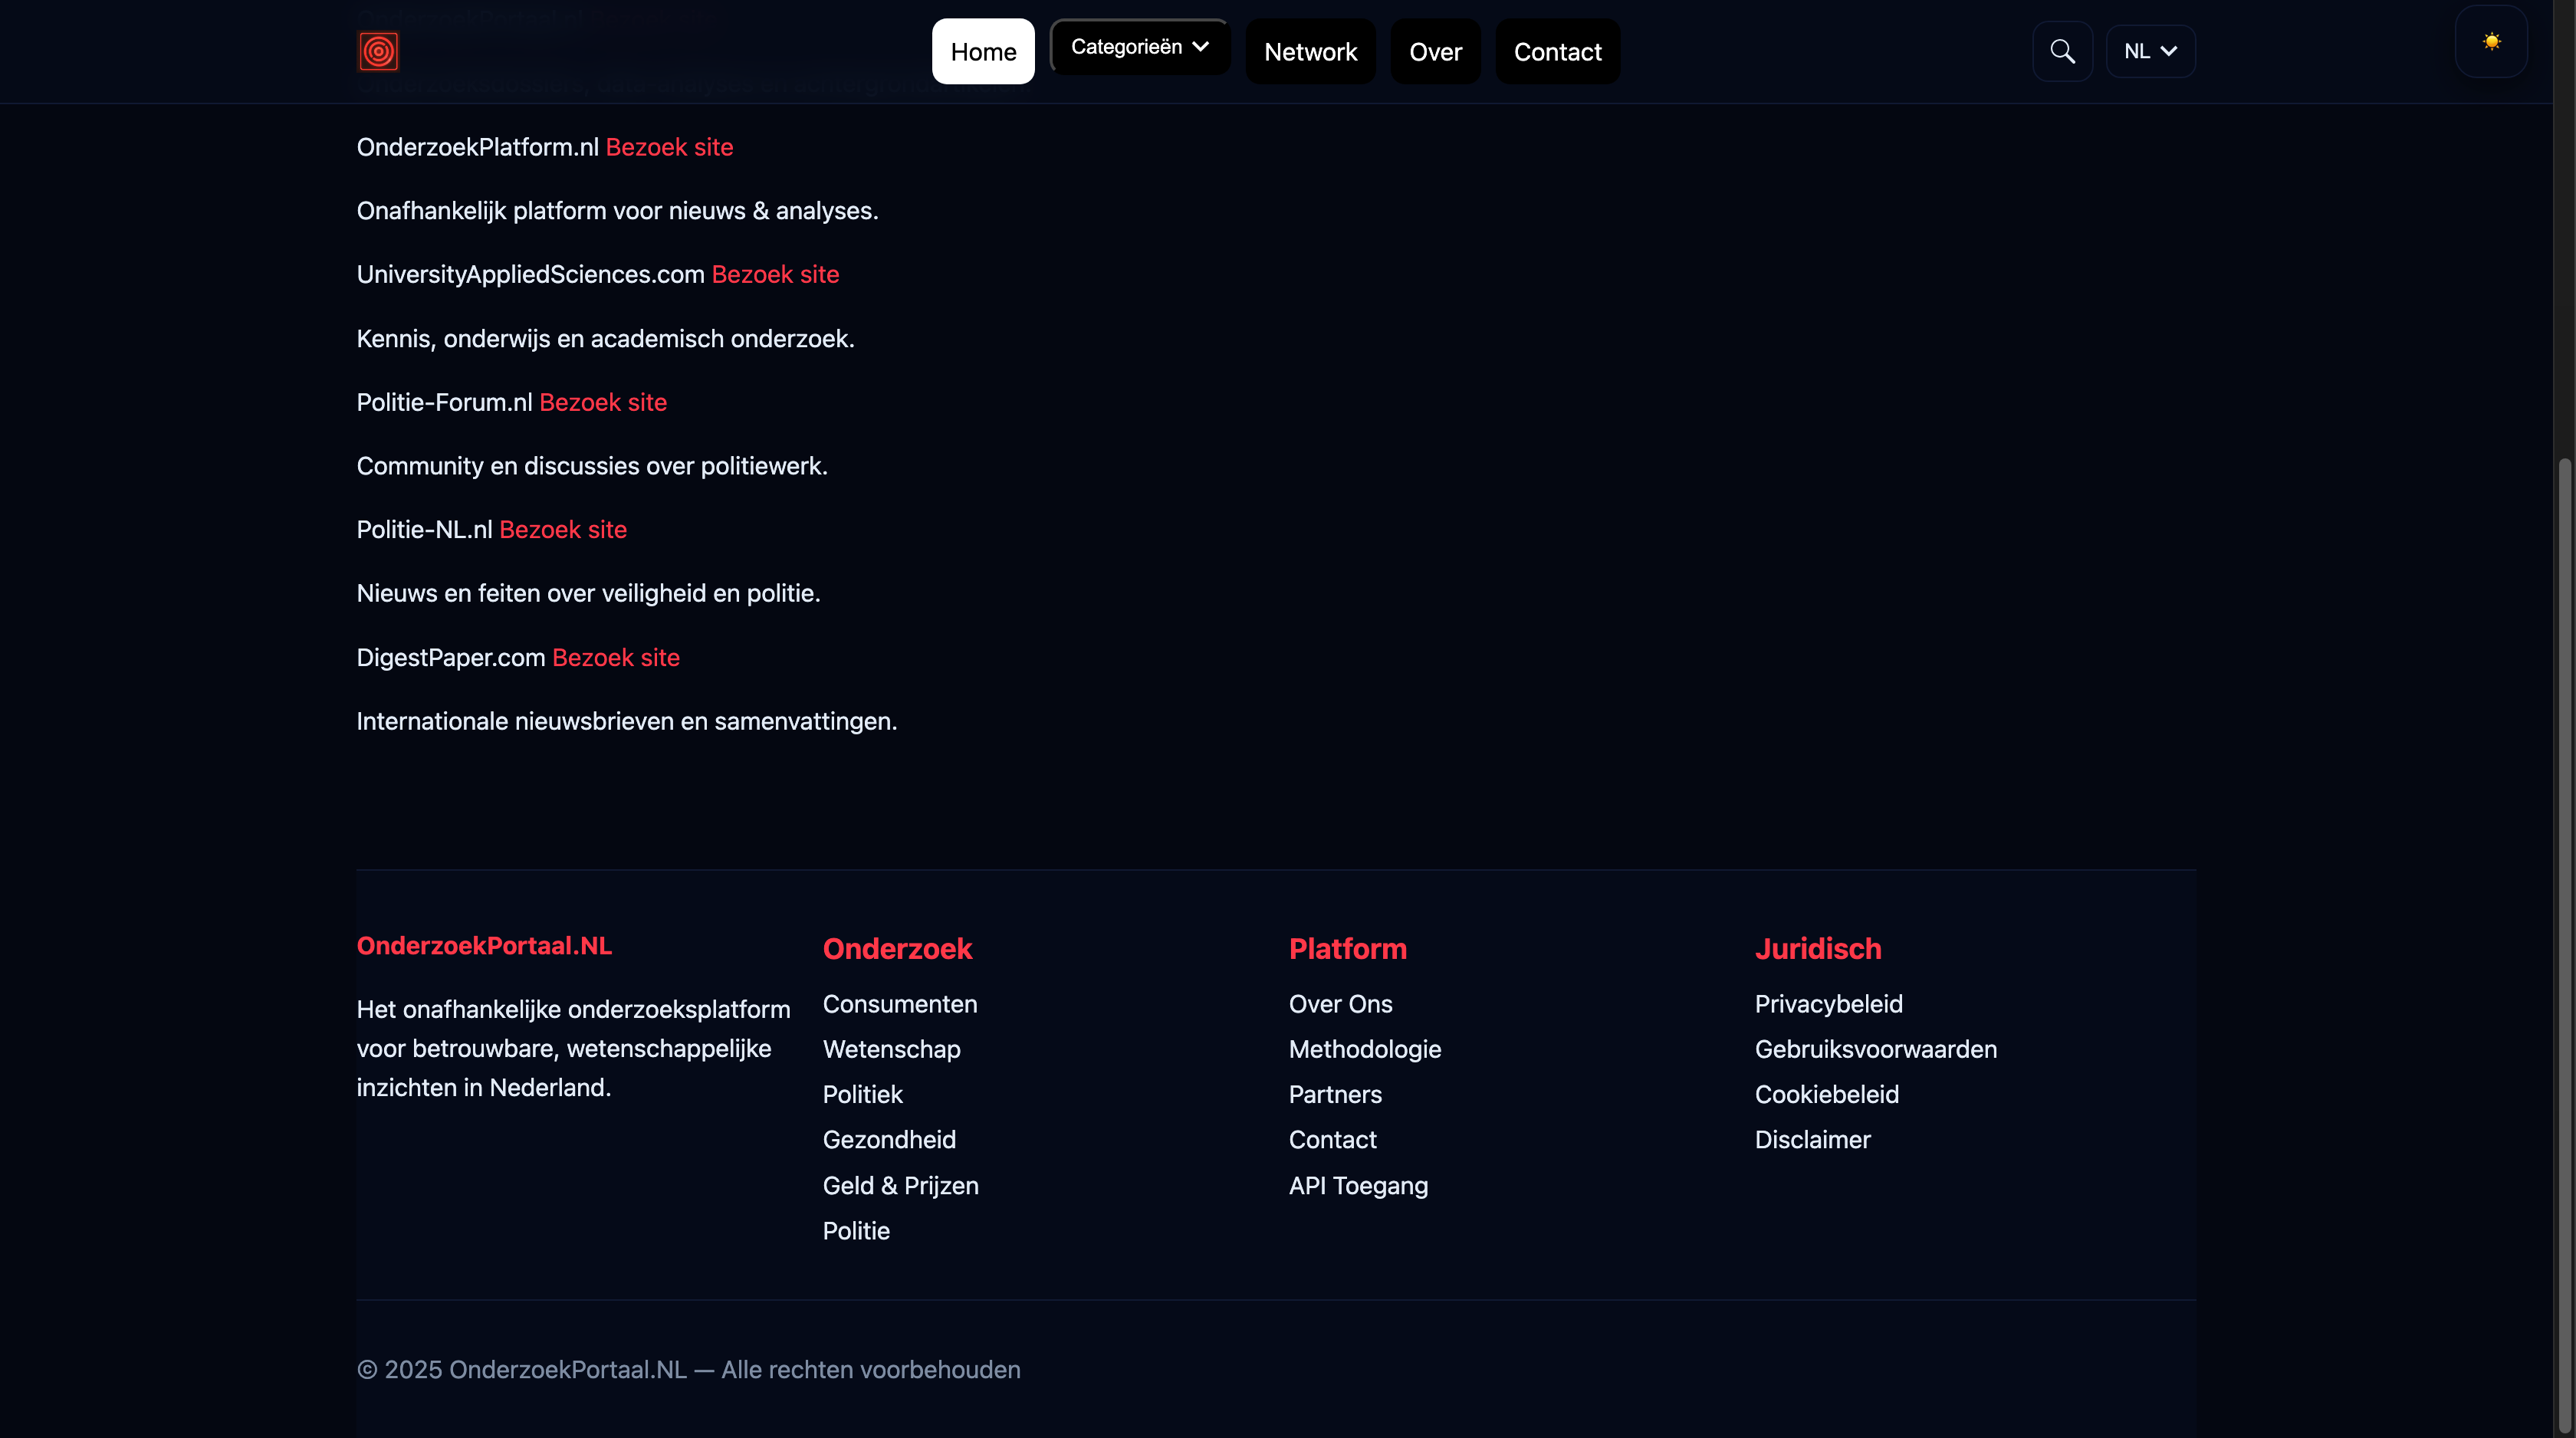 Home
Categorieën
Network
Over
Contact
NL
OnderzoekPlatform.nl Bezoek site
Onafhankelijk platform voor nieuws & analyses.
UniversityAppliedSciences.com Bezoek site
Kennis, onderwijs en academisch onderzoek.
Politie-Forum.nl Bezoek site
Community en discussies over politiewerk.
Politie-NL.nl Bezoek site
Nieuws en feiten over veiligheid en politie.
DigestPaper.com Bezoek site
Internationale nieuwsbrieven en samenvattingen.
OnderzoekPortaal.NL
Het onafhankelijke onderzoeksplatform
voor betrouwbare, wetenschappelijke
inzichten in Nederland.
Onderzoek
Consumenten
Wetenschap
Politiek
Gezondheid
Geld & Prijzen
Politie
Platform
Over Ons
Methodologie
Partners
Contact
API Toegang
Juridisch
Privacybeleid
Gebruiksvoorwaarden
Cookiebeleid
Disclaimer
© 2025 OnderzoekPortaal.NL — Alle rechten voorbehouden